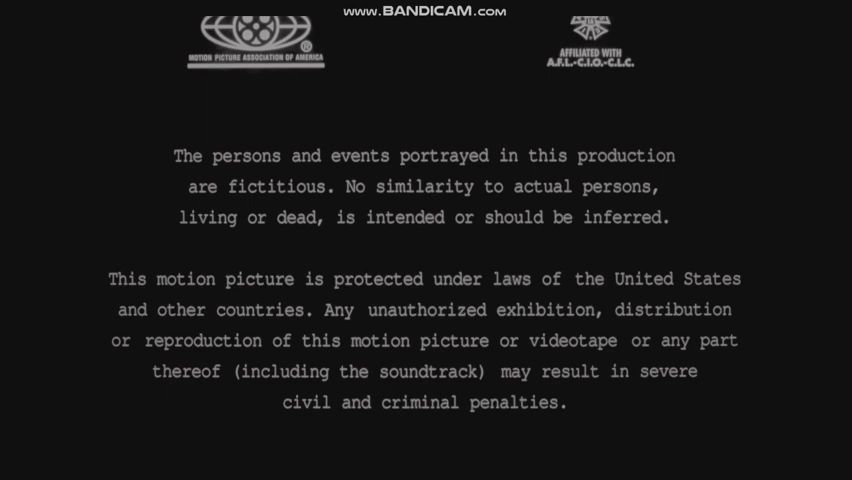 www.BANDICAM.com
MOTION PICTURE ASSOCIATION OF AMERICA
®
AFFILIATED WITH
A.F.L.-C.I.O.-C.L.C.
The persons and events portrayed in this production
are fictitious. No similarity to actual persons,
living or dead, is intended or should be inferred.
This motion picture is protected under laws of the United States
and other countries. Any unauthorized exhibition, distribution
or reproduction of this motion picture or videotape or any part
thereof (including the soundtrack) may result in severe
civil and criminal penalties.